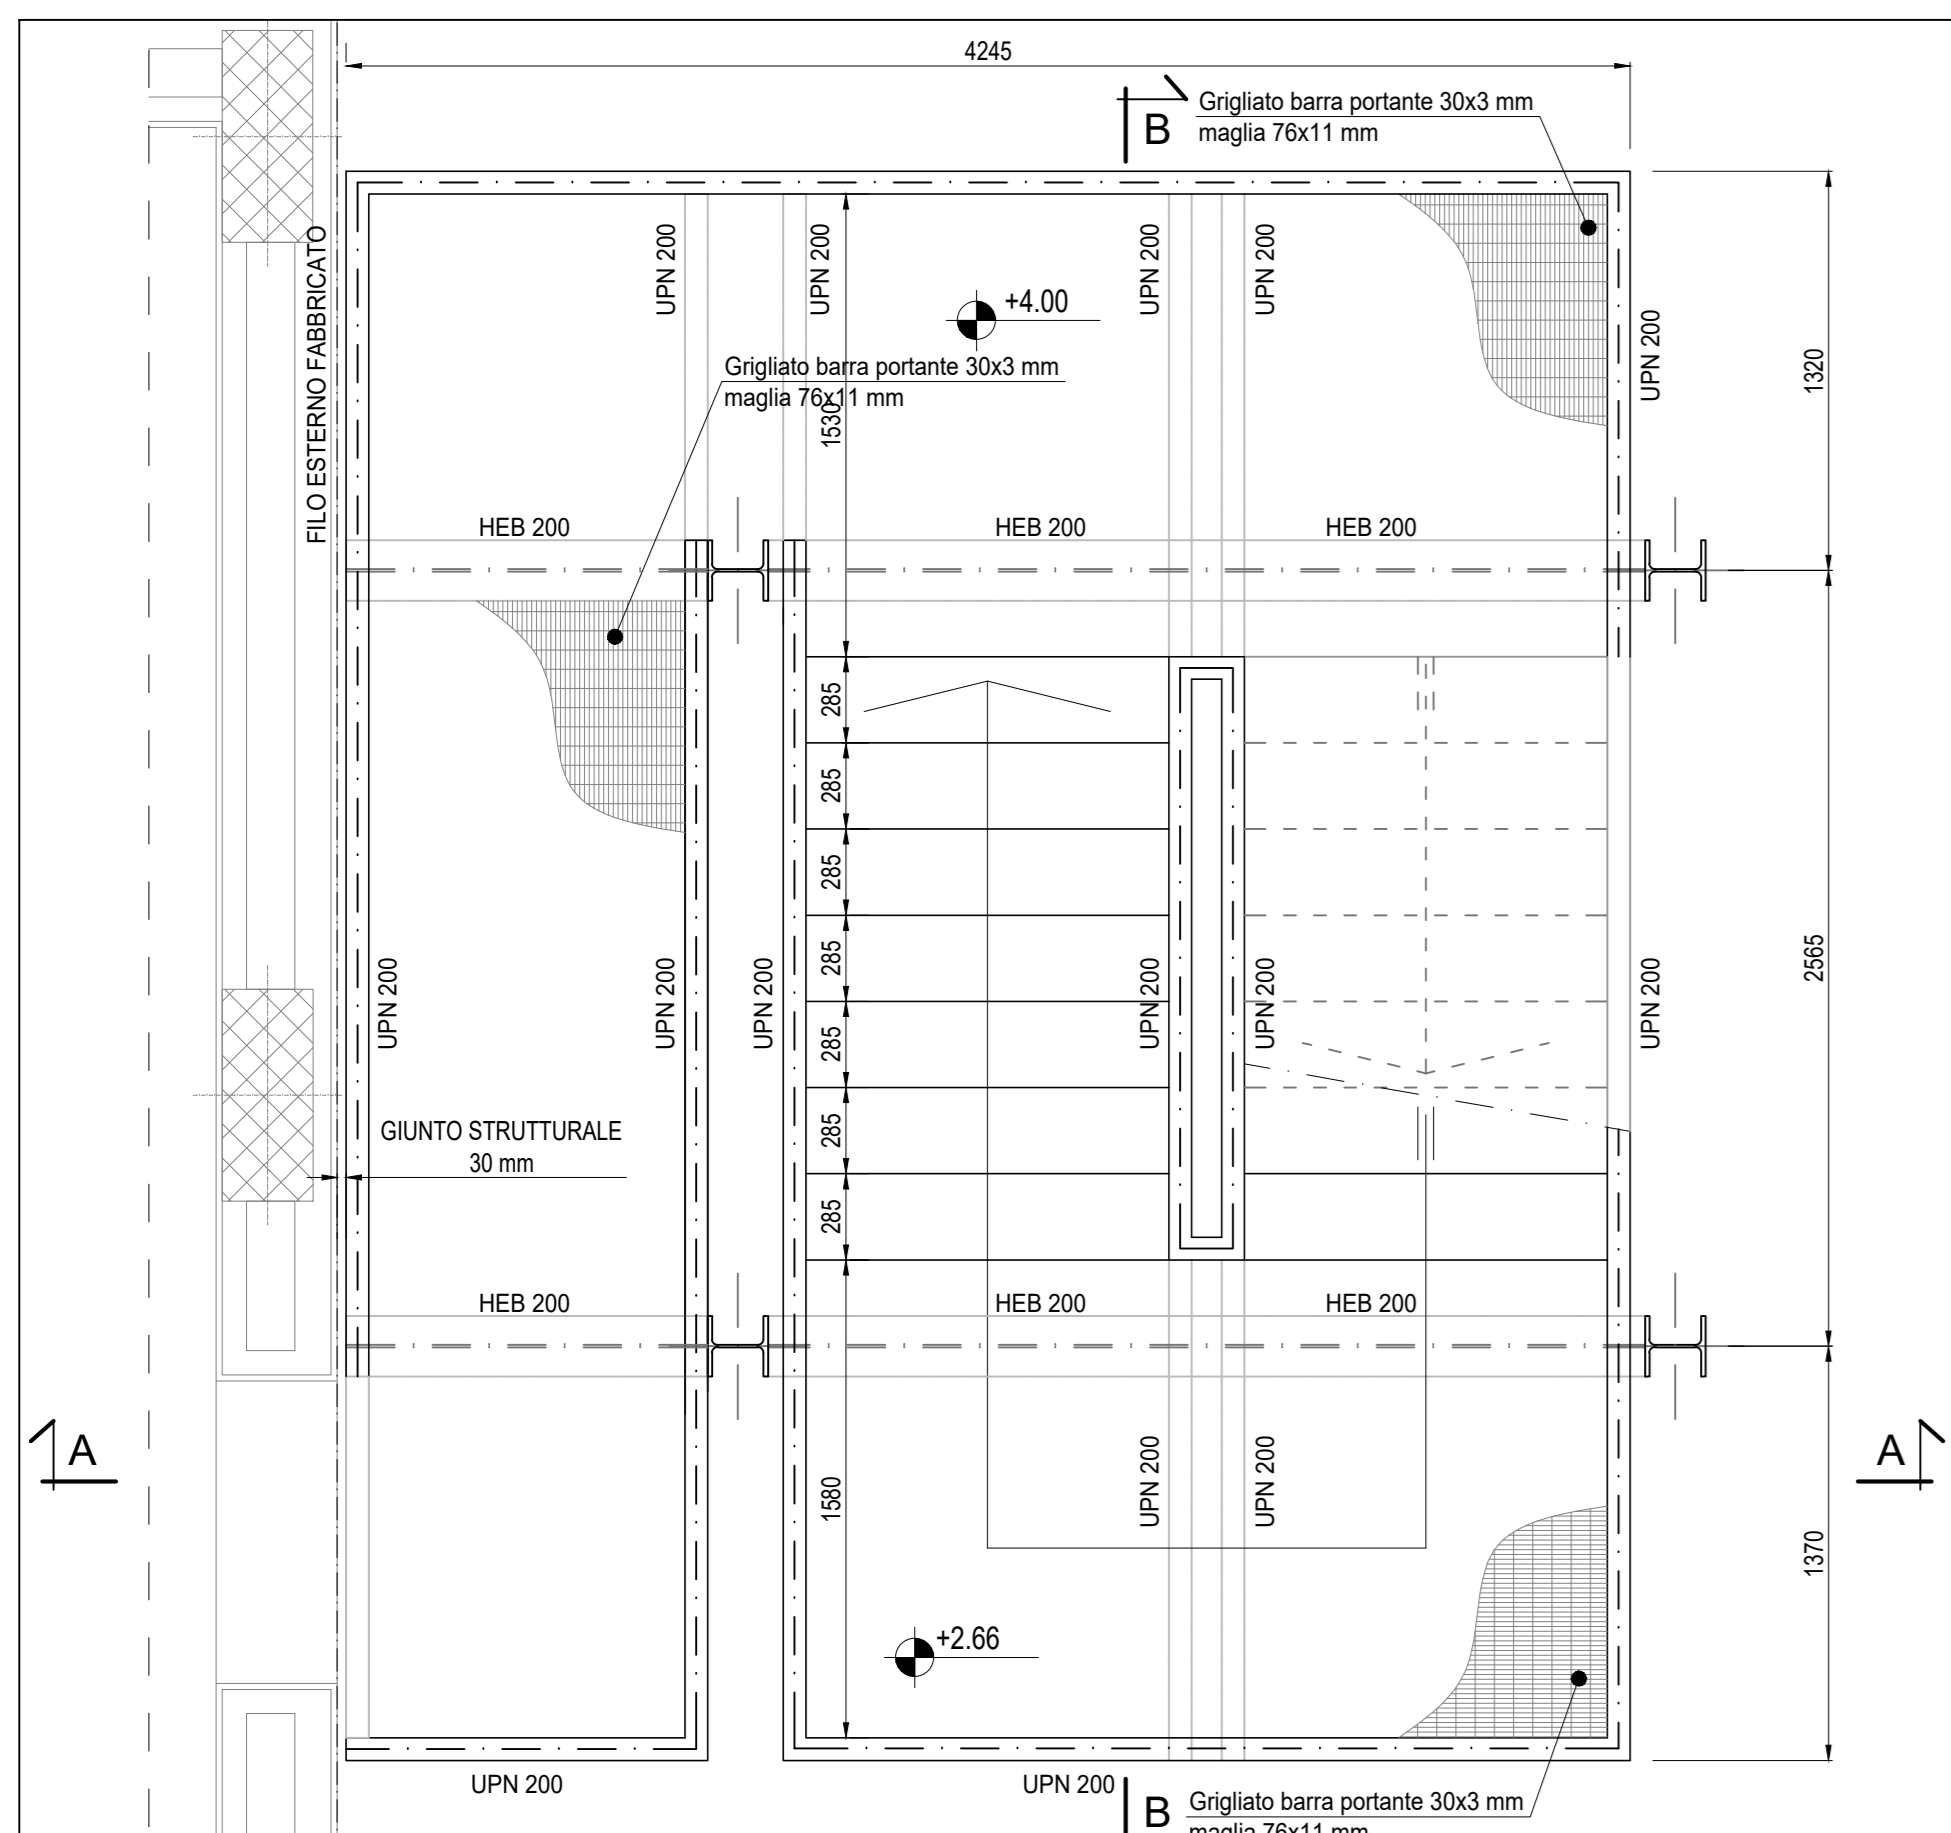 4245
B
Grigliato barra portante 30x3 mm
maglia 76x11 mm
FILO ESTERNO FABBRICATO
UPN 200
UPN 200
UPN 200
UPN 200
+4.00
UPN 200
1320
Grigliato barra portante 30x3 mm
maglia 76x11 mm
1530
HEB 200
HEB 200
HEB 200
285
285
285
285
285
285
285
UPN 200
UPN 200
UPN 200
UPN 200
UPN 200
UPN 200
2565
GIUNTO STRUTTURALE
30 mm
HEB 200
HEB 200
HEB 200
A
A
UPN 200
UPN 200
1580
1370
+2.66
UPN 200
UPN 200
B
Grigliato barra portante 30x3 mm
maglia 76x11 mm